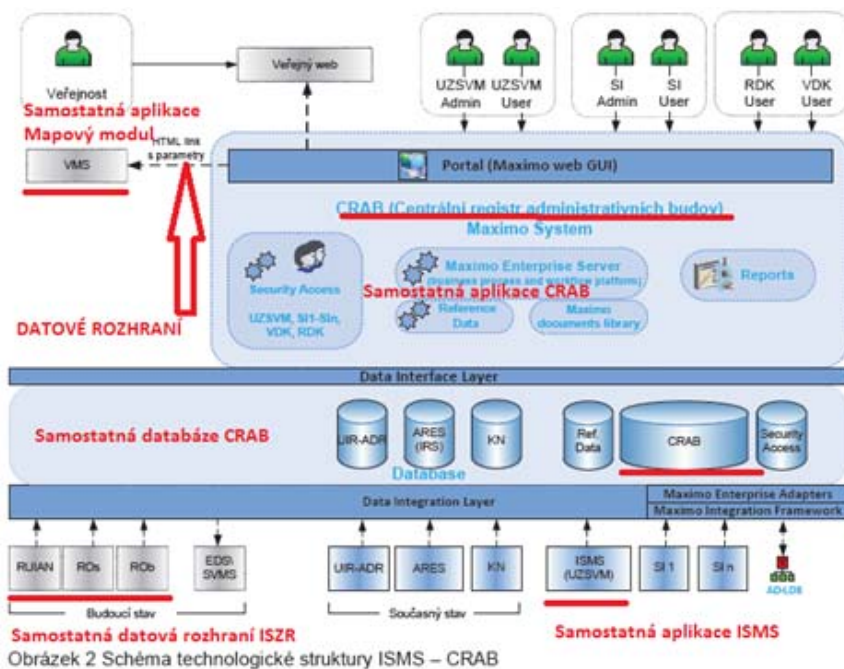 Veřejnost
Veřejný web
UZSVM Admin
UZSVM User
SI Admin
SI User
RDK User
VDK User
Samostatná aplikace
Mapový modul
HTML link
s parametry
VMS
Portal (Maximo web GUI)
CRAB (Centrální registr administrativních budov)
Maximo System
Security Access
UZSVM, SI1-SIn,
VDK, RDK
Maximo Enterprise Server
(business process and workflow platform)
Samostatná aplikace CRAB
Reference
Data
Maximo
documents library
Reports
DATOVÉ ROZHRANÍ
Data Interface Layer
Samostatná databáze CRAB
UIR-ADR
ARES
(IRS)
KN
Ref.
Data
CRAB
Security
Access
Database
Data Integration Layer
Maximo Enterprise Adapters
Maximo Integration Framework
RUIAN
ROs
ROb
EDS\
SVMS
UIR-ADR
ARES
KN
ISMS
(UZSVM)
SI 1
SI n
AD-LDS
Budoucí stav
Současný stav
Samostatná datová rozhraní ISZR
Samostatná aplikace ISMS
Obrázek 2 Schéma technologické struktury ISMS – CRAB